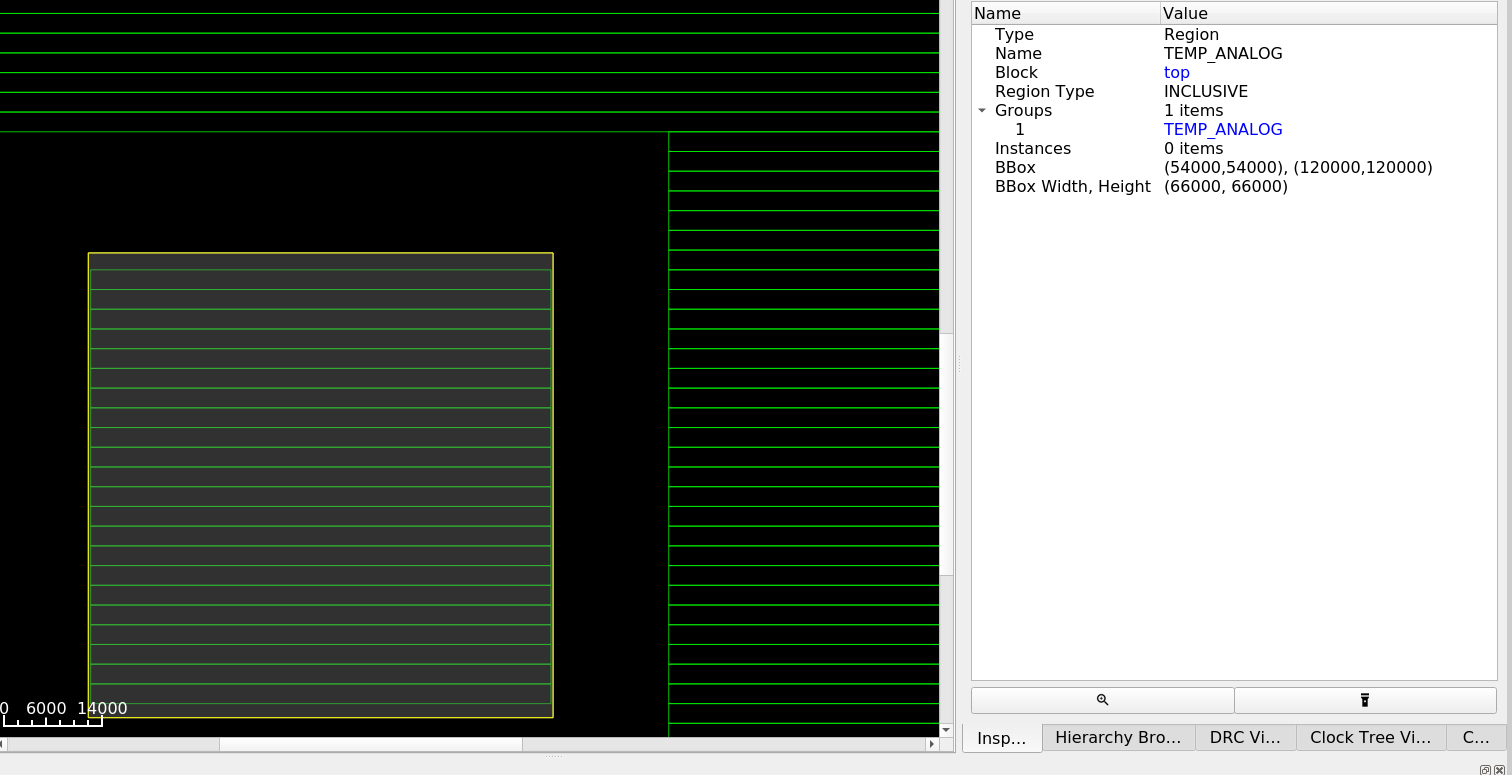 Name Value
Type Region
Name TEMP_ANALOG
Block top
Region Type INCLUSIVE
Groups 1 items
1 TEMP_ANALOG
Instances 0 items
BBox (54000,54000), (120000,120000)
BBox Width, Height (66000, 66000)
0 6000 14000
Insp... Hierarchy Bro... DRC Vi... Clock Tree Vi... C...